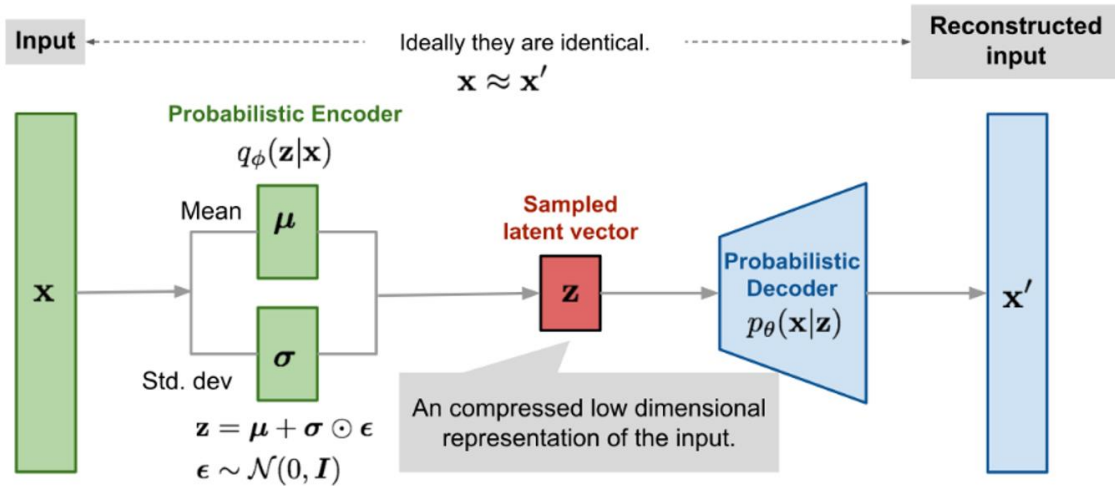 Input
Ideally they are identical.
x ≈ x′
Reconstructed
input
Probabilistic Encoder
qϕ(z|x)
Mean
μ
x
σ
Std. dev
z = μ + σ ⊙ ϵ
ϵ ∼ 𝒩(0, I)
Sampled
latent vector
z
An compressed low dimensional
representation of the input.
Probabilistic
Decoder
pθ(x|z)
x′